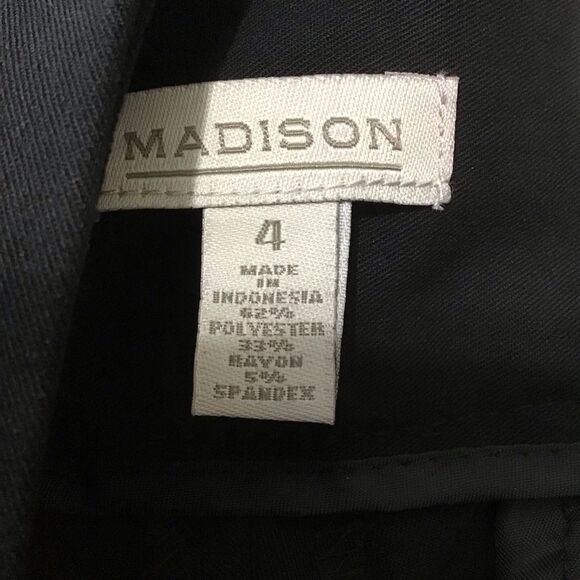 MADISON
4
MADE
IN
INDONESIA
62%
POLYESTER
33%
RAYON
5%
SPANDEX